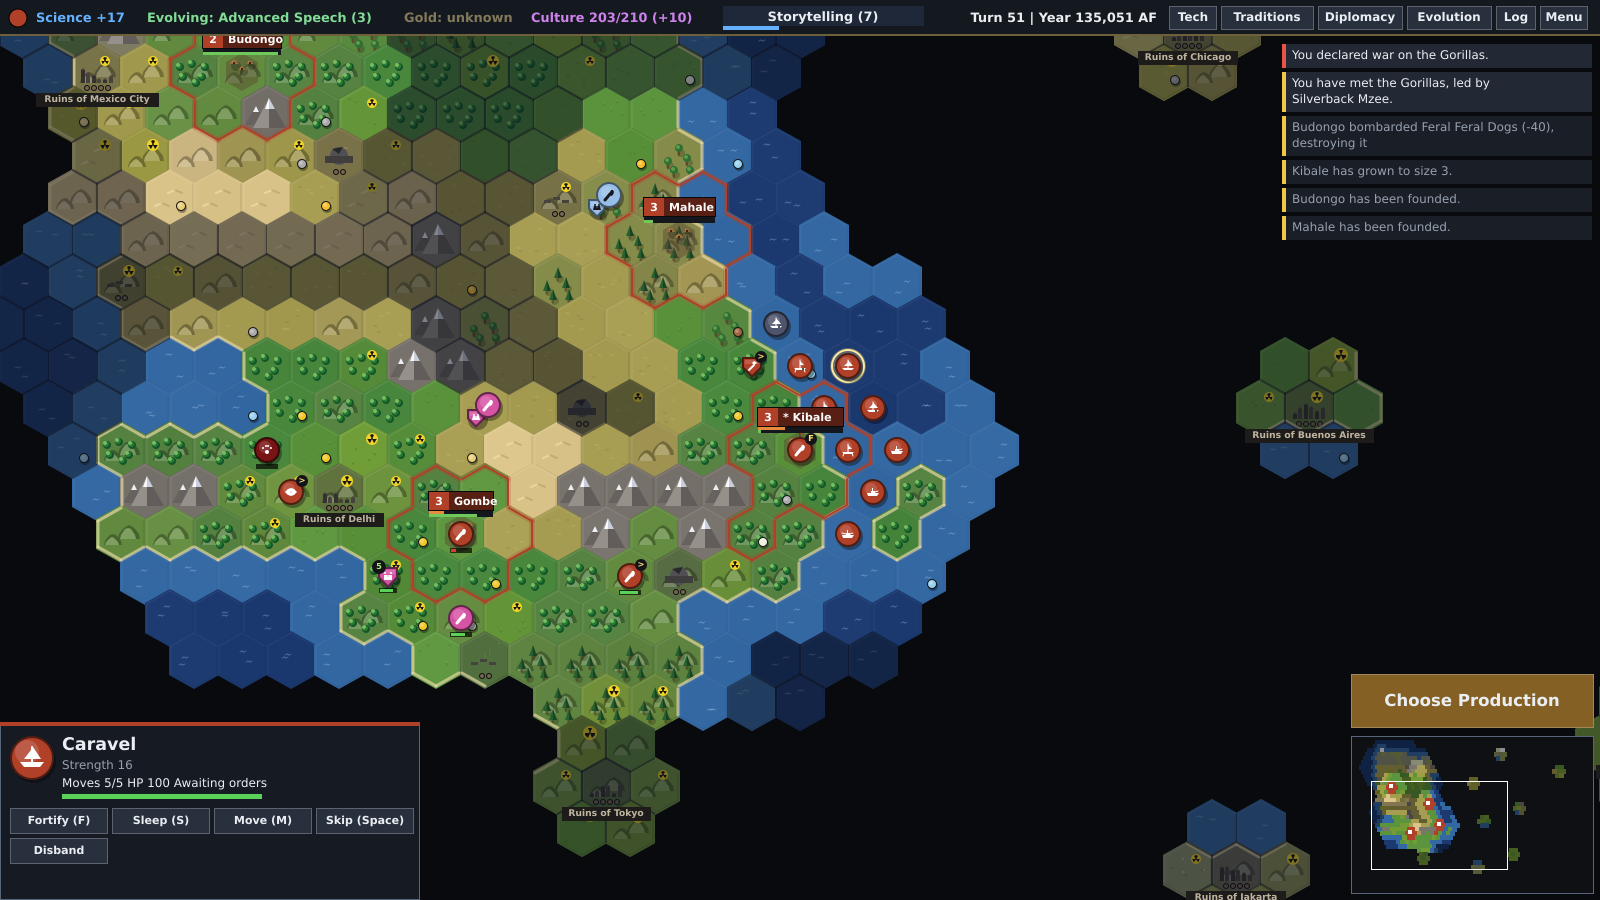 Science +17
Evolving: Advanced Speech (3)
Gold: unknown
Culture 203/210 (+10)
Storytelling (7)
Turn 51 | Year 135,051 AF
Tech
Traditions
Diplomacy
Evolution
Log
Menu
2 Budongo
Ruins of Mexico City
Ruins of Chicago
You declared war on the Gorillas.
You have met the Gorillas, led by
Silverback Mzee.
Budongo bombarded Feral Feral Dogs (-40),
destroying it
Kibale has grown to size 3.
Budongo has been founded.
Mahale has been founded.
3 Mahale
>
3 * Kibale
F
Ruins of Buenos Aires
>
3 Gombe
Ruins of Delhi
5
>
Ruins of Tokyo
Ruins of Jakarta
Choose Production
Caravel
Strength 16
Moves 5/5 HP 100 Awaiting orders
Fortify (F)
Sleep (S)
Move (M)
Skip (Space)
Disband